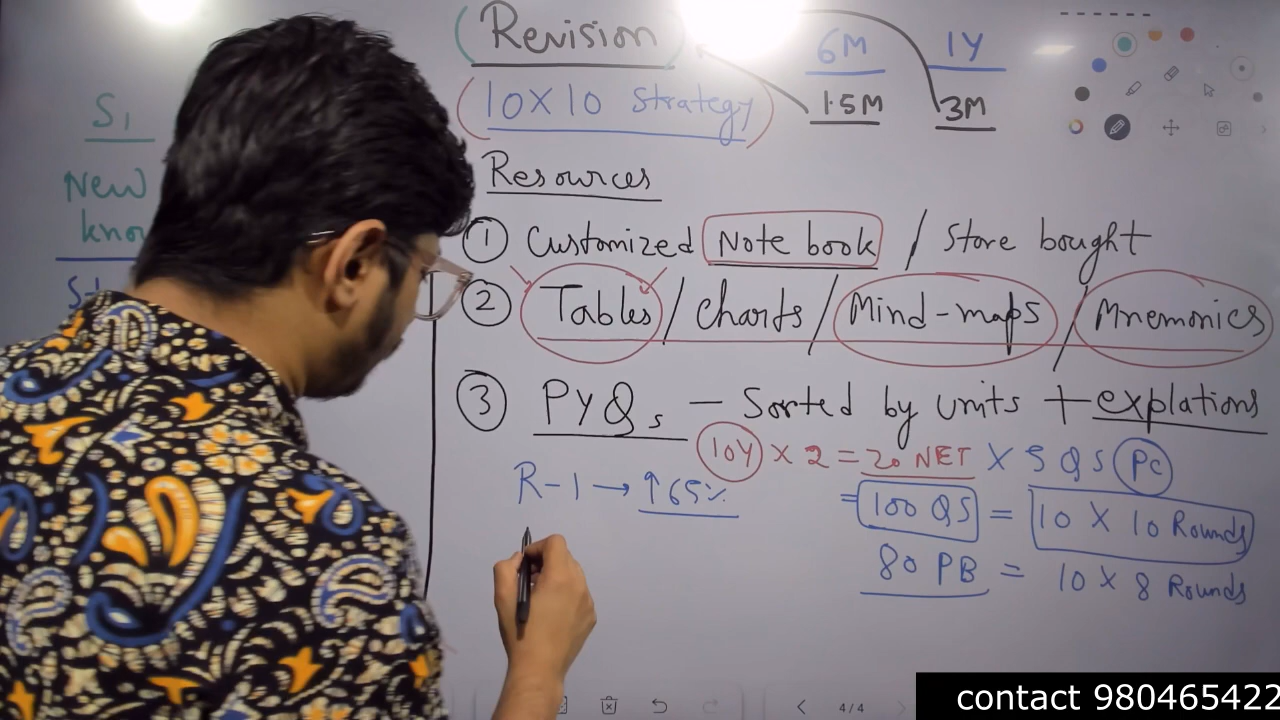 Revision
6M 1Y
10X10 Strategy
1.5M 3M
S1
Resources
New
① Customized Note book / Store bought
② Tables / Charts / Mind-maps / Mnemonics
③ PYQs — Sorted by units + explations
10Y X 2 = 20 NET X 5 QS PC
R-1 → ↑65%
= 100 QS = 10 X 10 Rounds
80 PB = 10 X 8 Rounds
4/4
contact 980465422